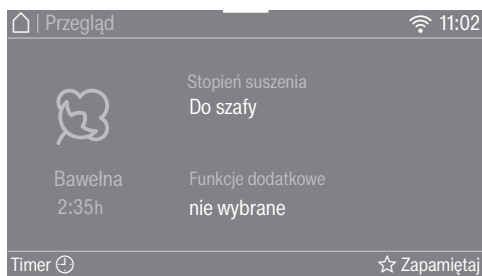 | Przegląd
11:02
Stopień suszenia
Do szafy
Bawełna
2:35h
Funkcje dodatkowe
nie wybrane
Timer
Zapamiętaj